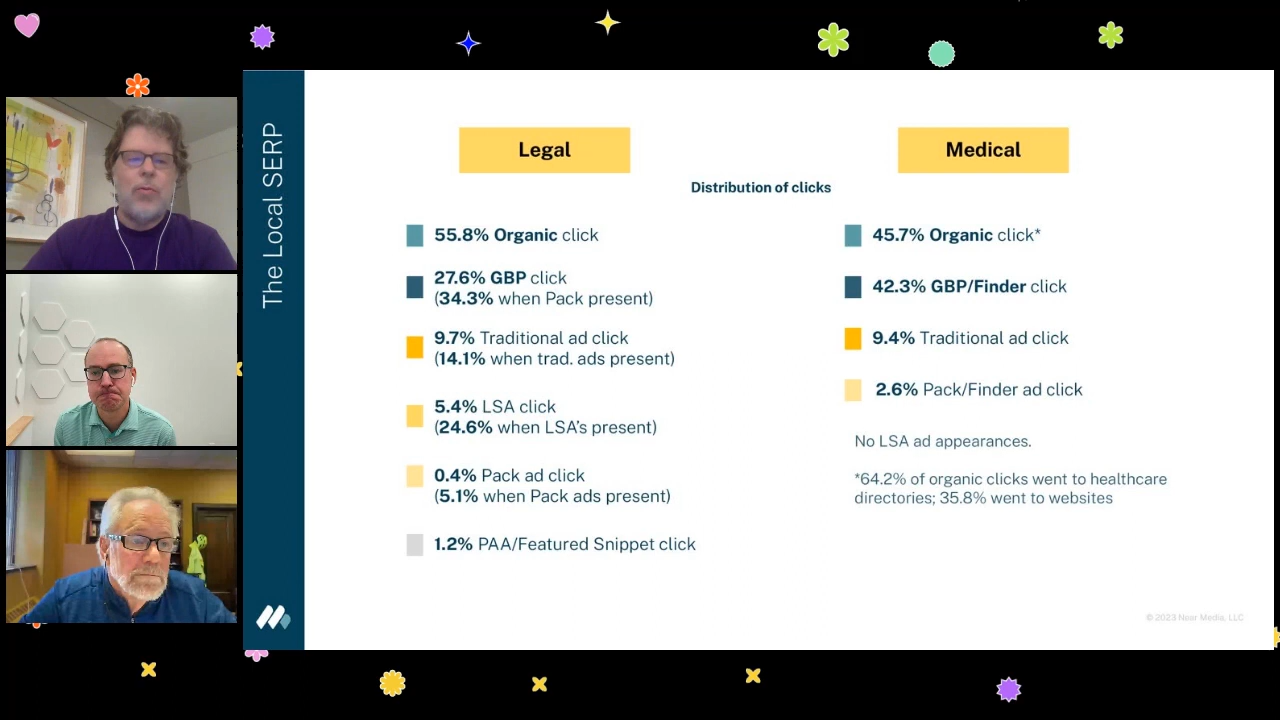 The Local SERP
Legal
Medical
Distribution of clicks
55.8% Organic click
27.6% GBP click
(34.3% when Pack present)
9.7% Traditional ad click
(14.1% when trad. ads present)
5.4% LSA click
(24.6% when LSA's present)
0.4% Pack ad click
(5.1% when Pack ads present)
1.2% PAA/Featured Snippet click
45.7% Organic click*
42.3% GBP/Finder click
9.4% Traditional ad click
2.6% Pack/Finder ad click
No LSA ad appearances.
*64.2% of organic clicks went to healthcare
directories; 35.8% went to websites
© 2023 Near Media, LLC